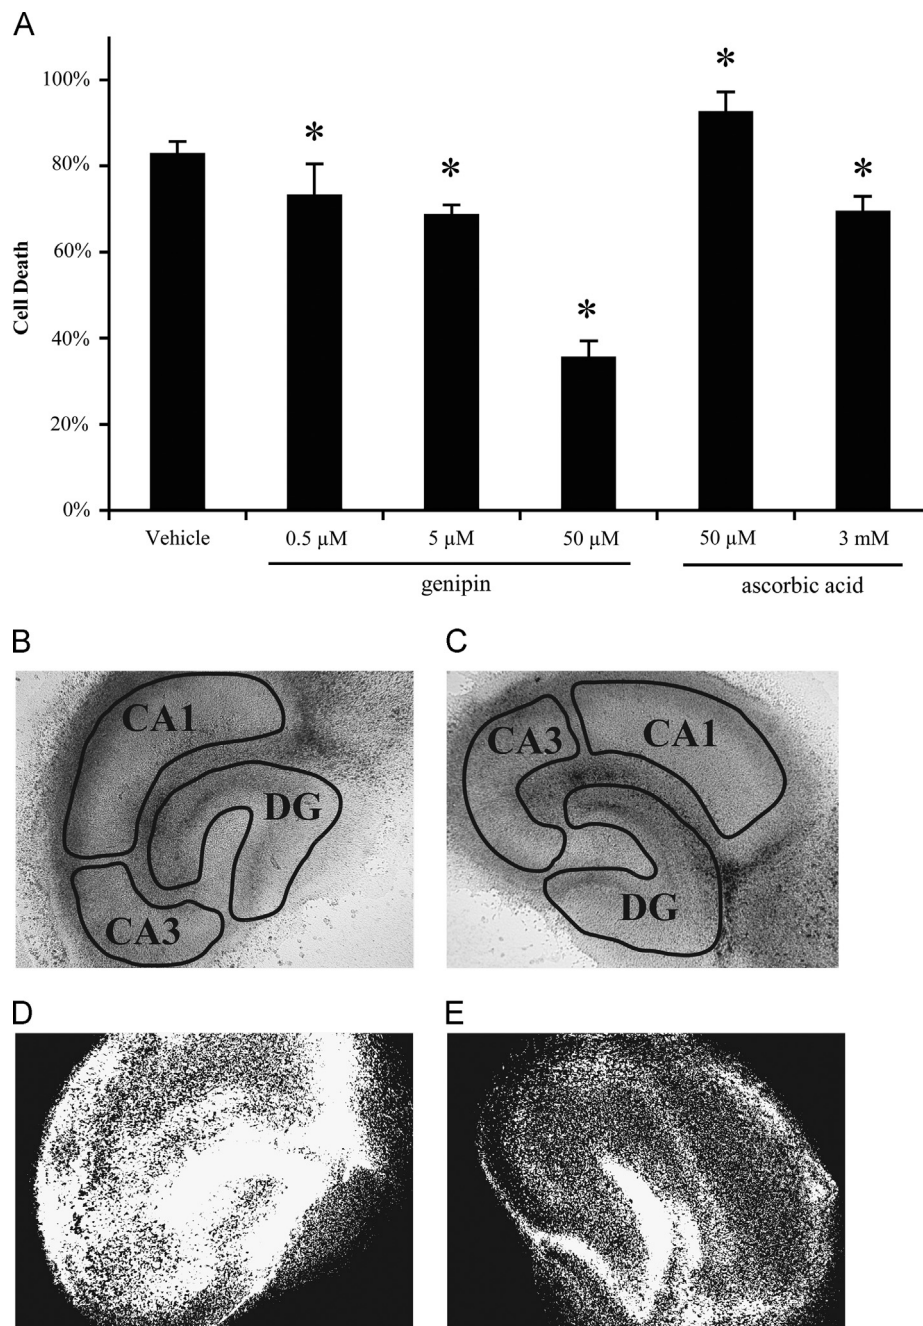 A
100%
80%
60%
40%
20%
0%
Cell Death
*
*
*
*
*
*
Vehicle 0.5 µM 5 µM 50 µM 50 µM 3 mM
genipin ascorbic acid
B C
CA1 DG CA3
CA3 CA1 DG
D E